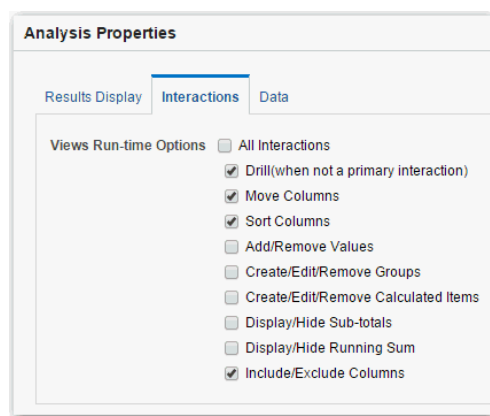 Analysis Properties
Results Display Interactions Data
Views Run-time Options All Interactions
Drill(when not a primary interaction)
Move Columns
Sort Columns
Add/Remove Values
Create/Edit/Remove Groups
Create/Edit/Remove Calculated Items
Display/Hide Sub-totals
Display/Hide Running Sum
Include/Exclude Columns